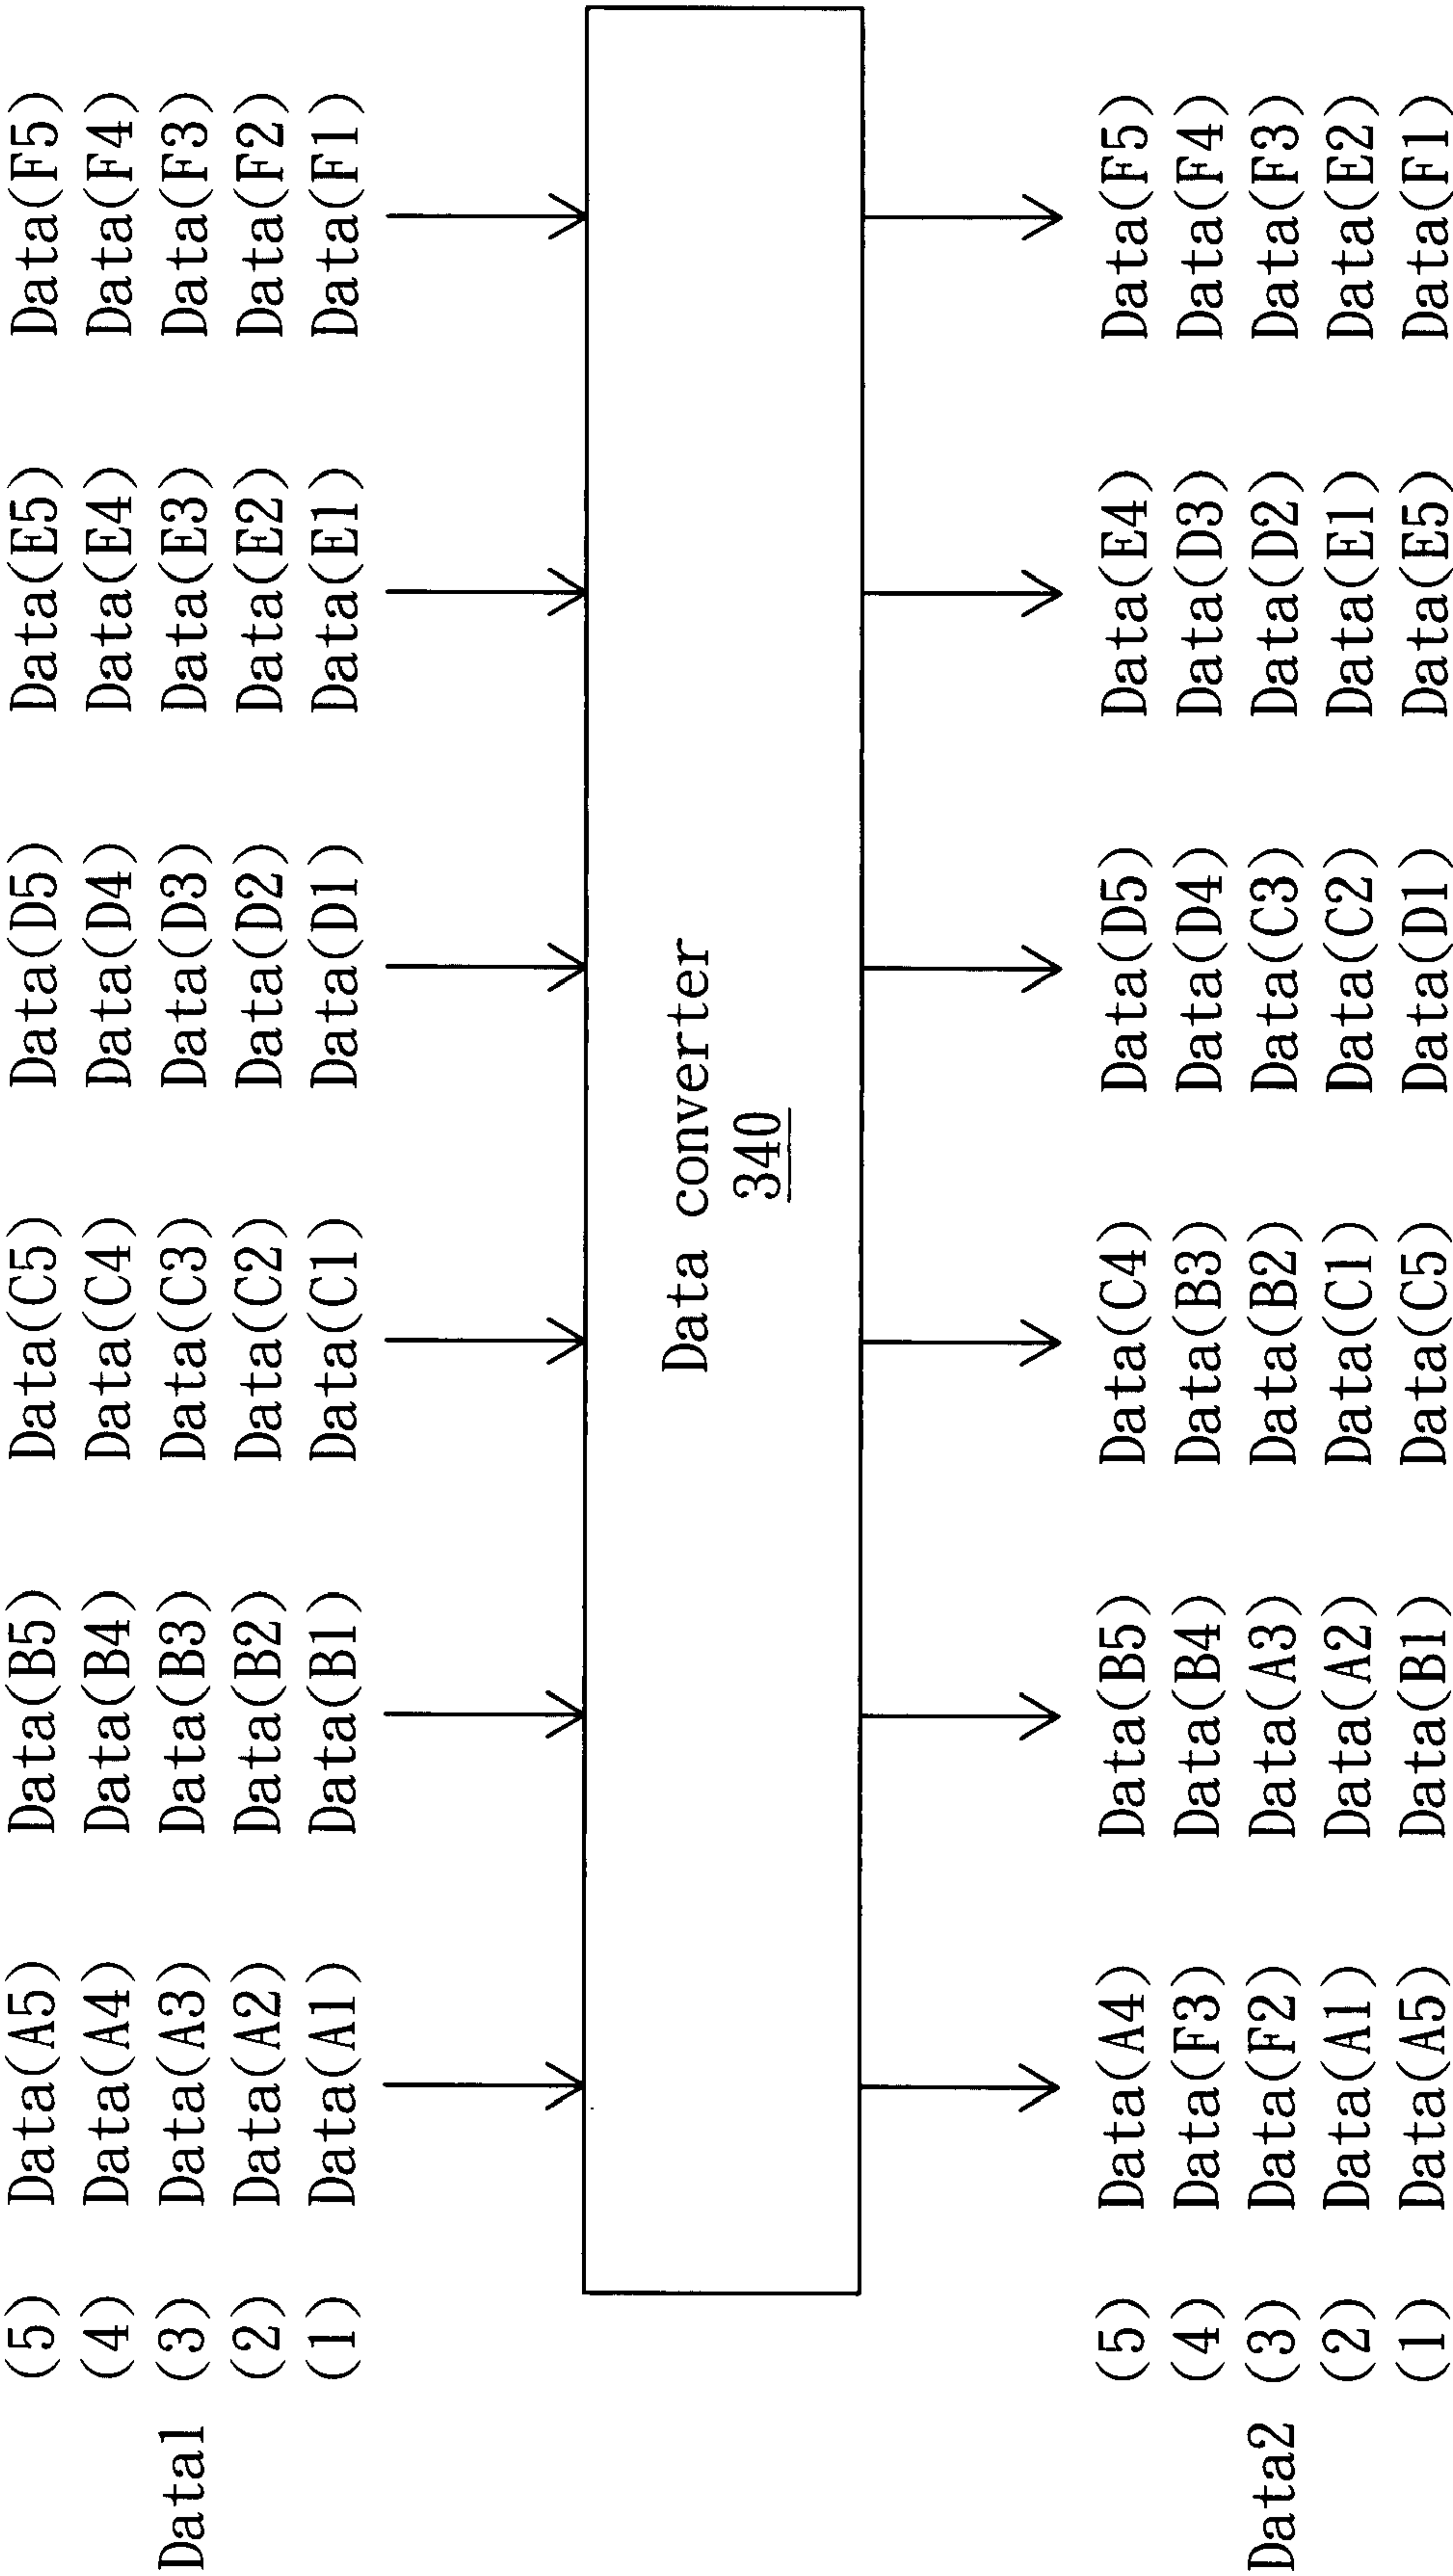 (5) Data(A5) Data(B5) Data(C5) Data(D5) Data(E5) Data(F5)
(4) Data(A4) Data(B4) Data(C4) Data(D4) Data(E4) Data(F4)
Data1 (3) Data(A3) Data(B3) Data(C3) Data(D3) Data(E3) Data(F3)
(2) Data(A2) Data(B2) Data(C2) Data(D2) Data(E2) Data(F2)
(1) Data(A1) Data(B1) Data(C1) Data(D1) Data(E1) Data(F1)
Data converter
340
(5) Data(A4) Data(B5) Data(C4) Data(D5) Data(E4) Data(F5)
(4) Data(F3) Data(B4) Data(B3) Data(D4) Data(D3) Data(F4)
Data2 (3) Data(F2) Data(A3) Data(B2) Data(C3) Data(D2) Data(F3)
(2) Data(A1) Data(A2) Data(C1) Data(C2) Data(E1) Data(E2)
(1) Data(A5) Data(B1) Data(C5) Data(D1) Data(E5) Data(F1)